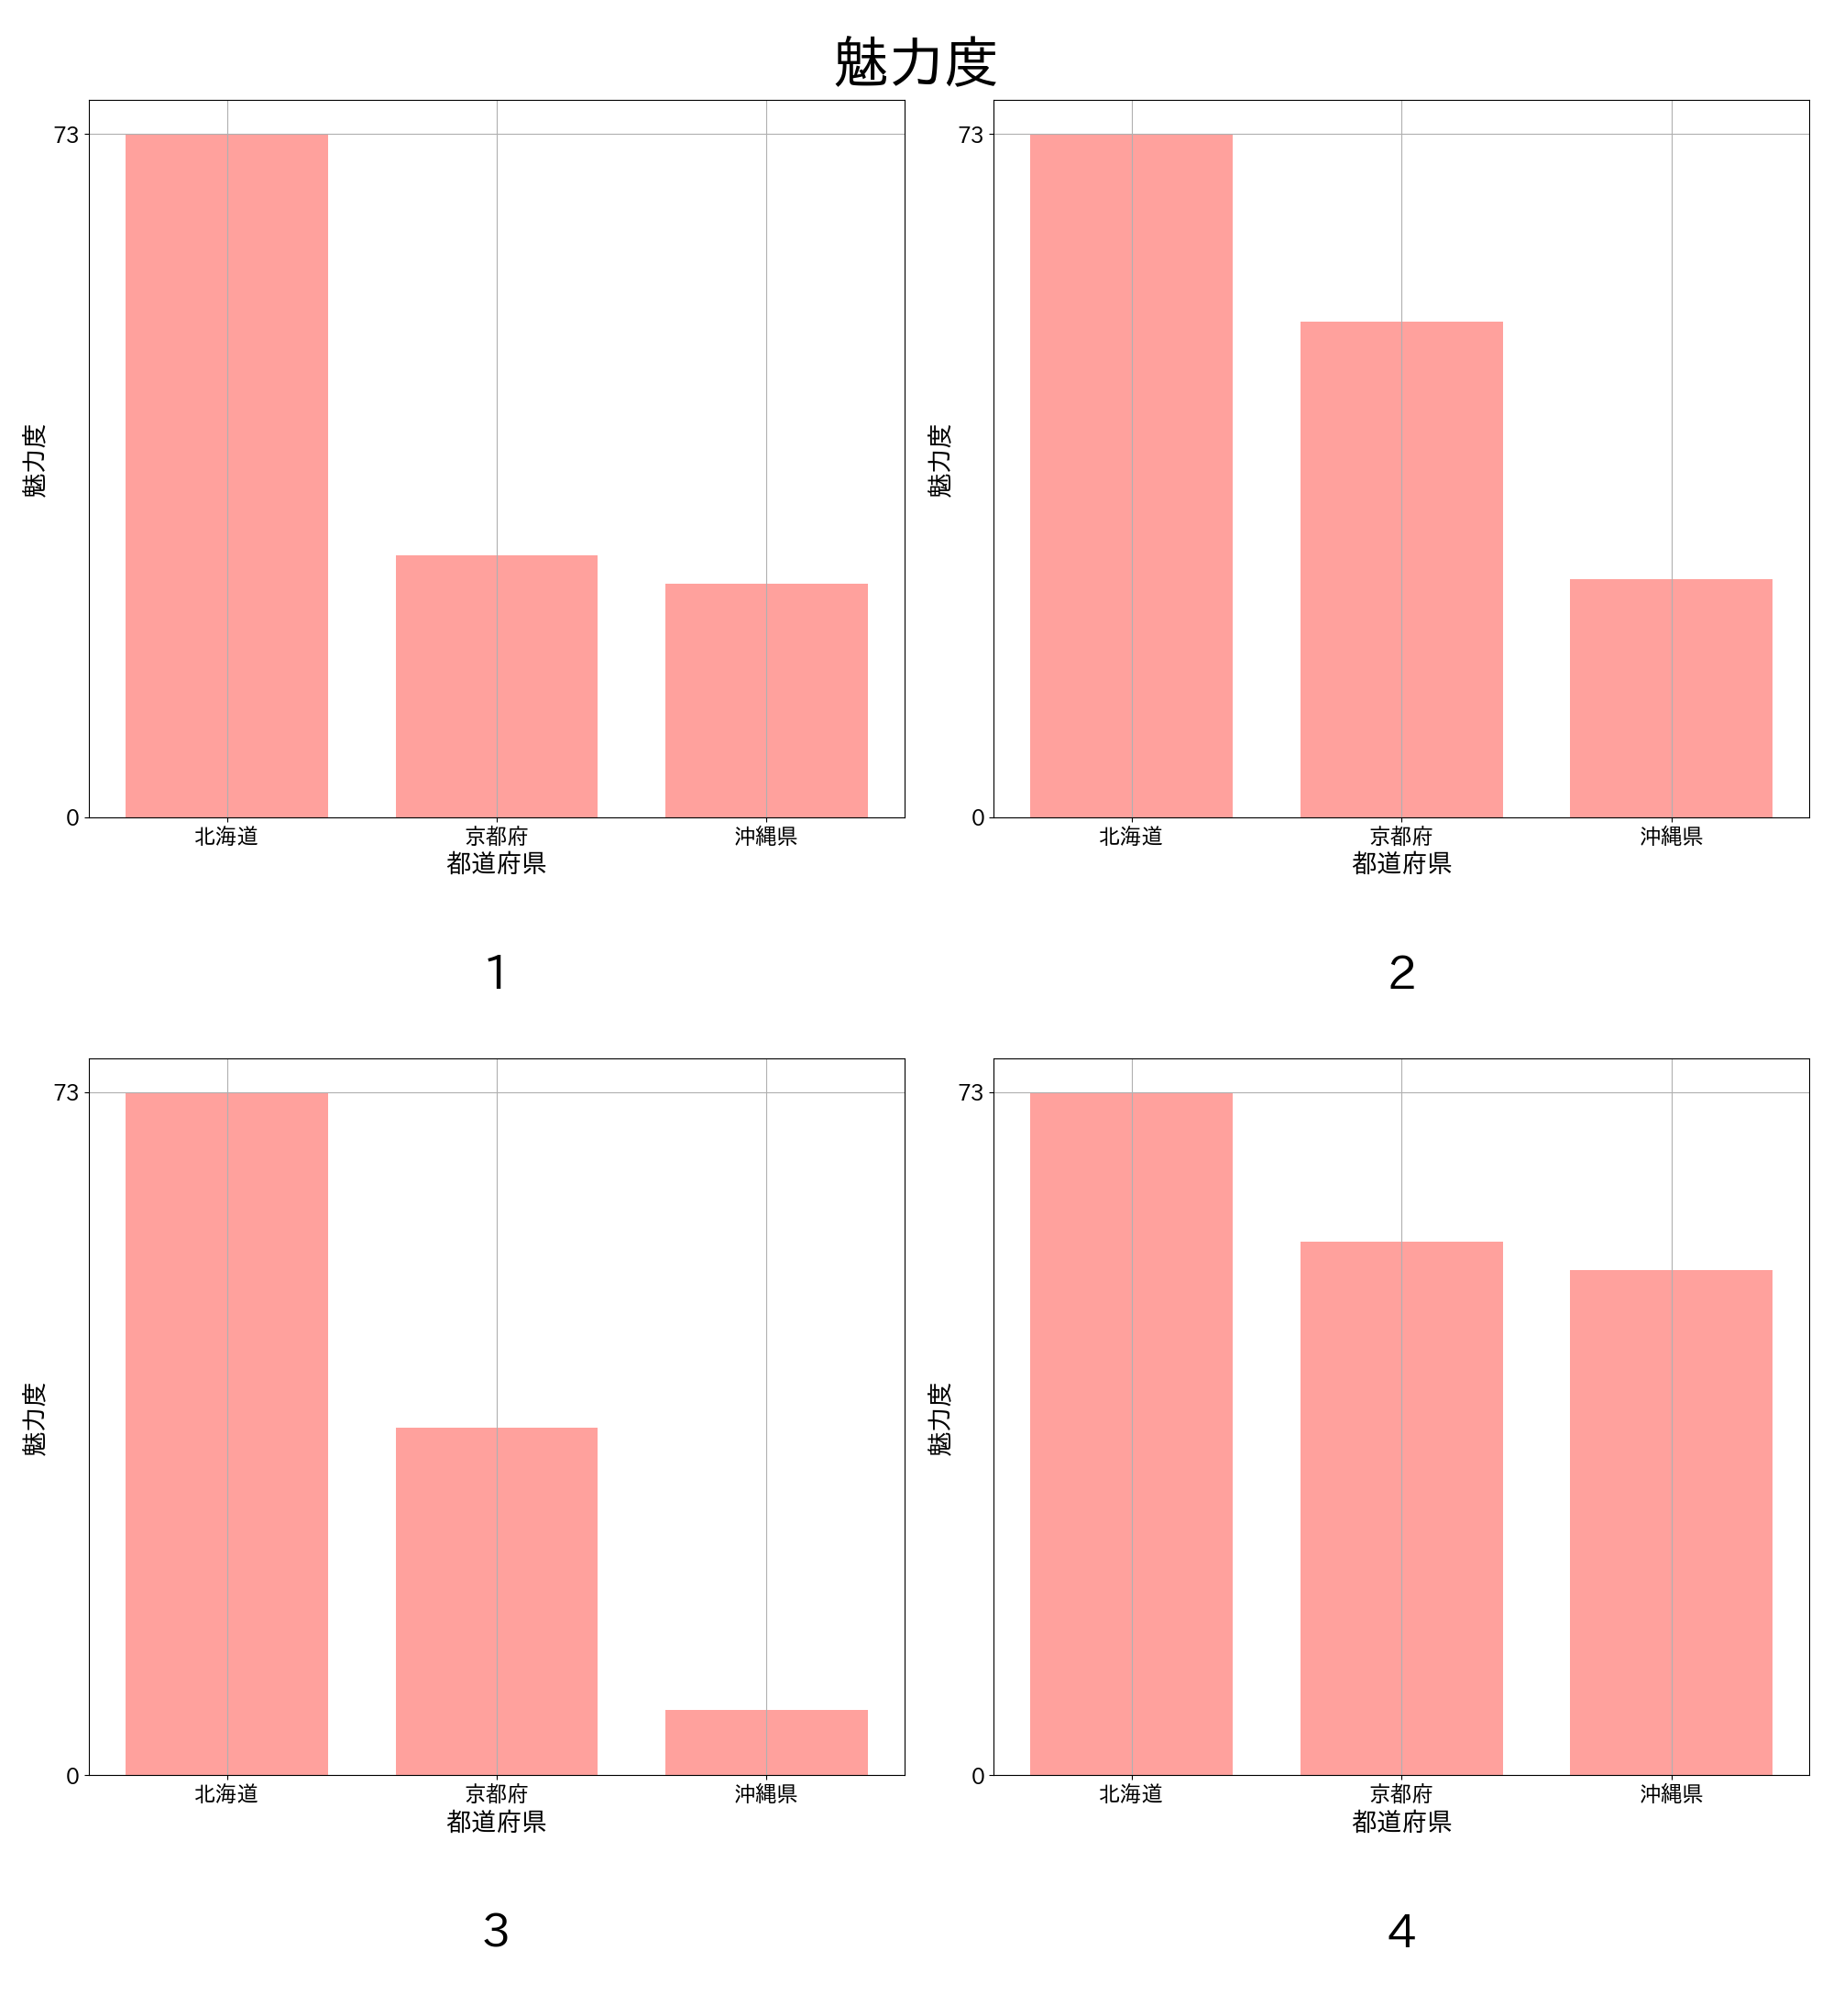 魅力度
73
0
魅力度
北海道 京都府 沖縄県
都道府県
1
73
0
魅力度
北海道 京都府 沖縄県
都道府県
2
73
0
魅力度
北海道 京都府 沖縄県
都道府県
3
73
0
魅力度
北海道 京都府 沖縄県
都道府県
4